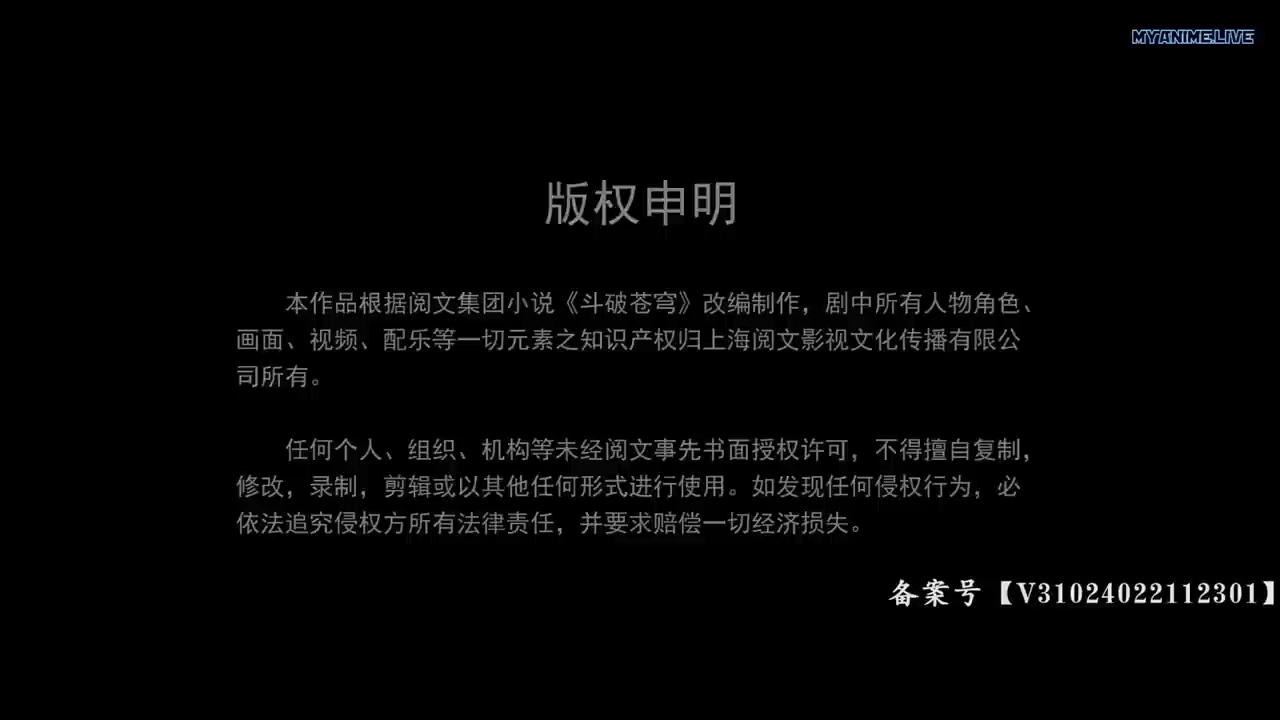 MYANIME.LIVE
版权申明
本作品根据阅文集团小说《斗破苍穹》改编制作，剧中所有人物角色、
画面、视频、配乐等一切元素之知识产权归上海阅文影视文化传播有限公
司所有。
任何个人、组织、机构等未经阅文事先书面授权许可，不得擅自复制，
修改，录制，剪辑或以其他任何形式进行使用。如发现任何侵权行为，必
依法追究侵权方所有法律责任，并要求赔偿一切经济损失。
备案号【V31024022112301】